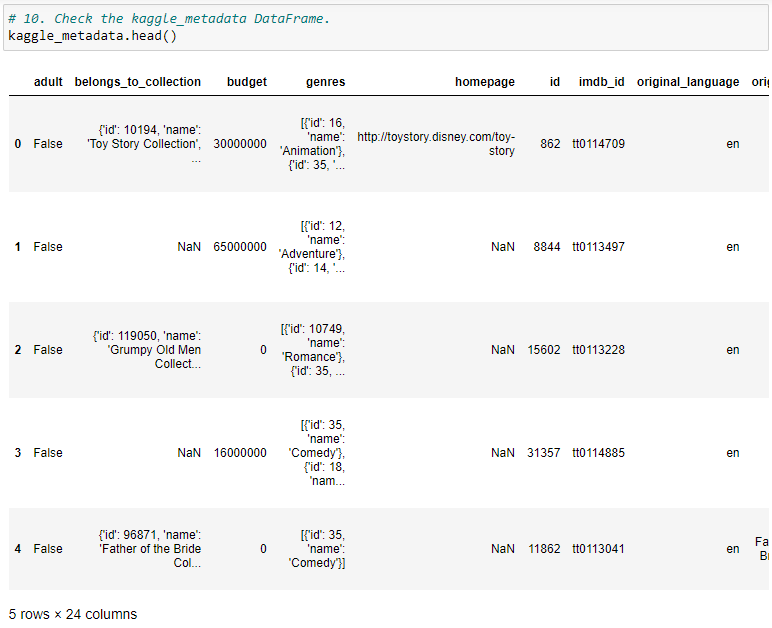 # 10. Check the kaggle_metadata DataFrame.
kaggle_metadata.head()
adult belongs_to_collection budget genres homepage id imdb_id original_language
0 False {'id': 10194, 'name': 'Toy Story Collection', ... 30000000 [{'id': 16, 'name': 'Animation'}, {'id': 35, '... http://toystory.disney.com/toy-story 862 tt0114709 en
1 False NaN 65000000 [{'id': 12, 'name': 'Adventure'}, {'id': 14, '... NaN 8844 tt0113497 en
2 False {'id': 119050, 'name': 'Grumpy Old Men Collect... 0 [{'id': 10749, 'name': 'Romance'}, {'id': 35, ... NaN 15602 tt0113228 en
3 False NaN 16000000 [{'id': 35, 'name': 'Comedy'}, {'id': 18, 'nam... NaN 31357 tt0114885 en
4 False {'id': 96871, 'name': 'Father of the Bride Col... 0 [{'id': 35, 'name': 'Comedy'}] NaN 11862 tt0113041 en
5 rows × 24 columns